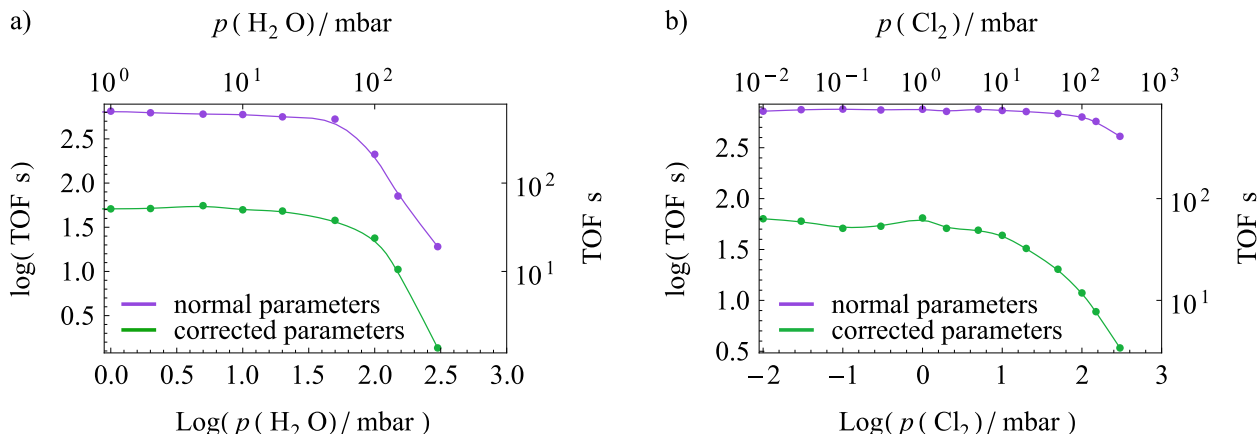 a)
p ( H2 O) / mbar
10^0 10^1 10^2
log( TOF s)
2.5
2.0
1.5
1.0
0.5
10^2
10^1
TOF s
normal parameters
corrected parameters
0.0 0.5 1.0 1.5 2.0 2.5 3.0
Log( p ( H2 O) / mbar )
b)
p ( Cl2 ) / mbar
10^-2 10^-1 10^0 10^1 10^2 10^3
log( TOF s)
2.5
2.0
1.5
1.0
0.5
10^2
10^1
TOF s
normal parameters
corrected parameters
−2 −1 0 1 2 3
Log( p ( Cl2 ) / mbar )